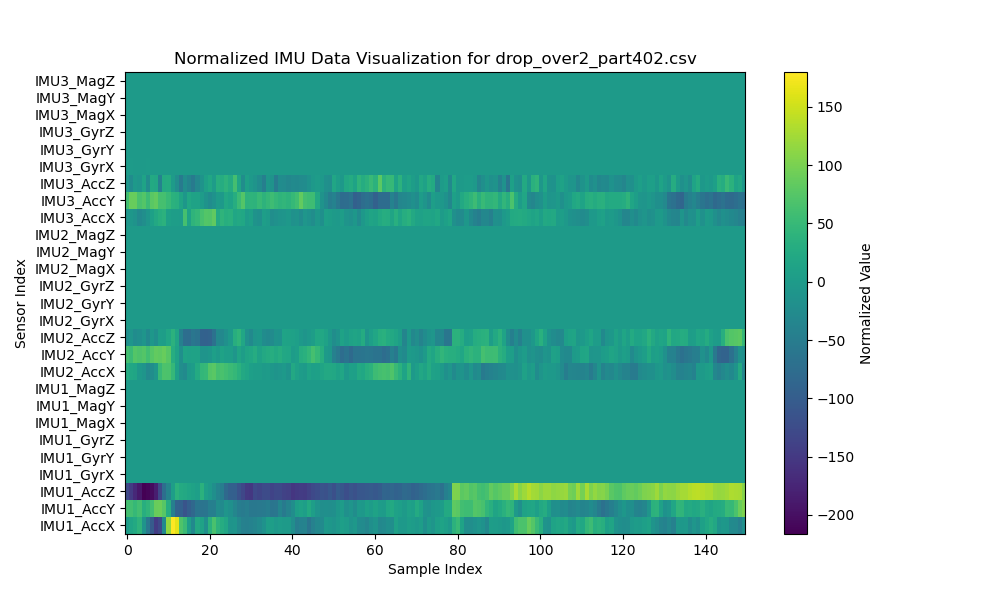 Normalized IMU Data Visualization for drop_over2_part402.csv
IMU3_MagZ
IMU3_MagY
IMU3_MagX
IMU3_GyrZ
IMU3_GyrY
IMU3_GyrX
IMU3_AccZ
IMU3_AccY
IMU3_AccX
IMU2_MagZ
IMU2_MagY
IMU2_MagX
IMU2_GyrZ
IMU2_GyrY
IMU2_GyrX
IMU2_AccZ
IMU2_AccY
IMU2_AccX
IMU1_MagZ
IMU1_MagY
IMU1_MagX
IMU1_GyrZ
IMU1_GyrY
IMU1_GyrX
IMU1_AccZ
IMU1_AccY
IMU1_AccX
Sensor Index
0 20 40 60 80 100 120 140
Sample Index
150
100
50
0
−50
−100
−150
−200
Normalized Value